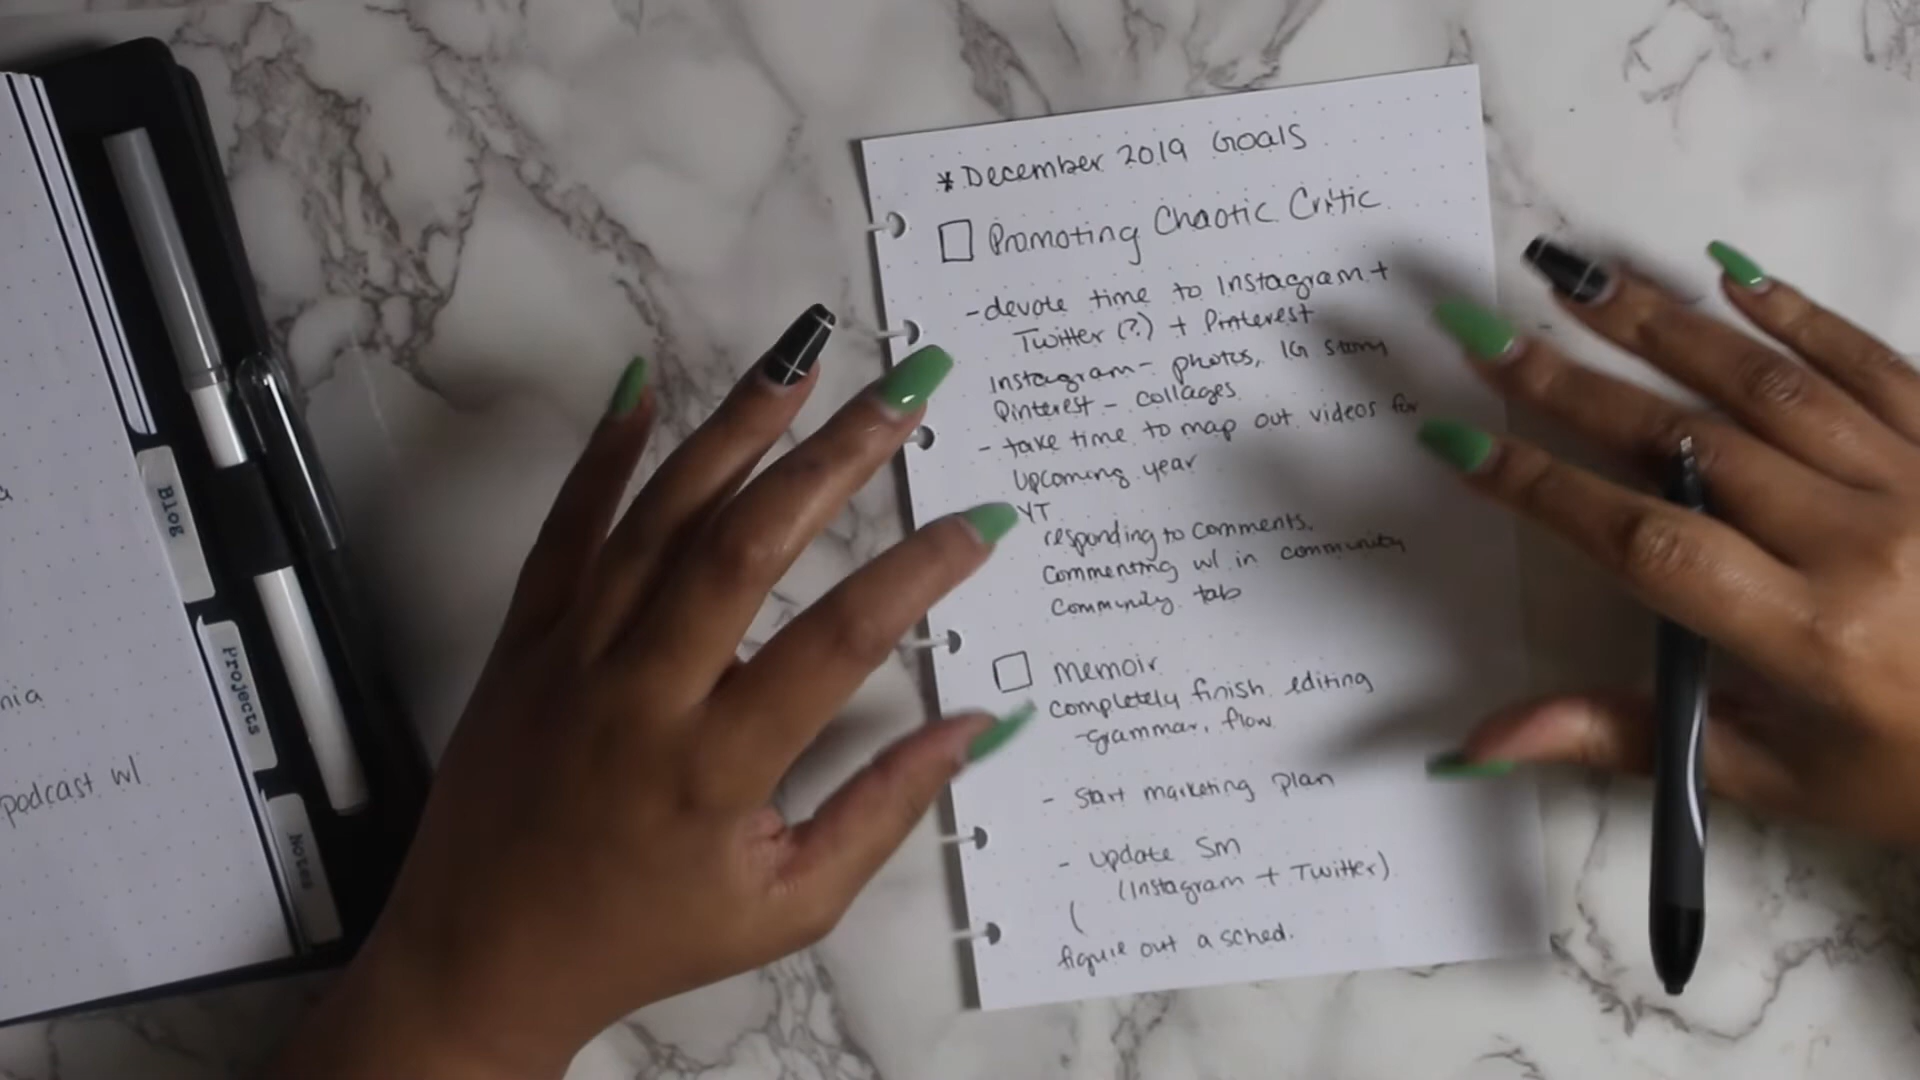 *December 2019 Goals
Promoting Chaotic Critic
- devote time to Instagram +
Twitter (?) + Pinterest
Instagram - photos, IG story
Pinterest - collages
- take time to map out videos for
upcoming year
YT
responding to comments.
Commenting w/ in community
Community tab
Memoir
completely finish editing
- grammar, flow
- Start marketing plan
- update Sm
(Instagram + Twitter)
(
figure out a sched.
Blog
Projects
Notes
nia
podcast w/